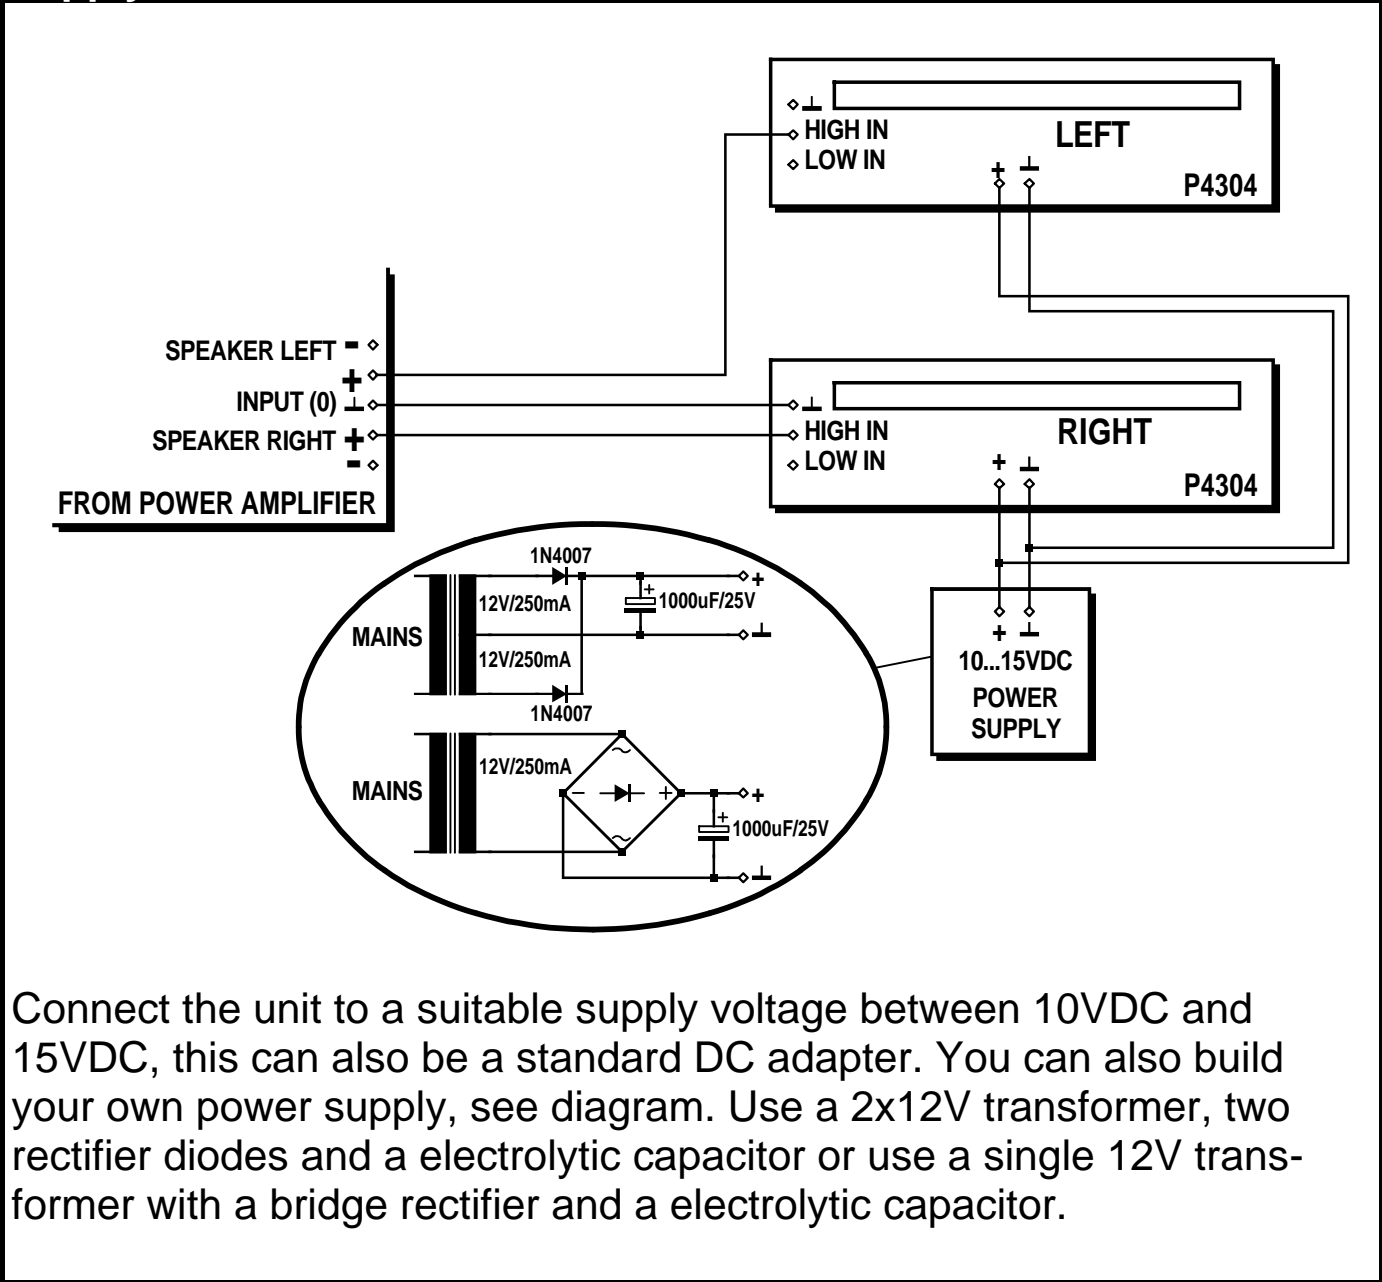 HIGH IN
LEFT
LOW IN
+
P4304
SPEAKER LEFT -
+
INPUT (0)
SPEAKER RIGHT +
-
FROM POWER AMPLIFIER
HIGH IN
RIGHT
LOW IN
+
P4304
1N4007
+
12V/250mA
+
1000uF/25V
MAINS
12V/250mA
1N4007
+
10...15VDC
POWER
SUPPLY
12V/250mA
MAINS
- +
+
+
1000uF/25V
Connect the unit to a suitable supply voltage between 10VDC and
15VDC, this can also be a standard DC adapter. You can also build
your own power supply, see diagram. Use a 2x12V transformer, two
rectifier diodes and a electrolytic capacitor or use a single 12V trans-
former with a bridge rectifier and a electrolytic capacitor.